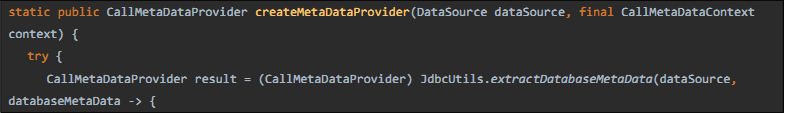 static public CallMetaDataProvider createMetaDataProvider(DataSource dataSource, final CallMetaDataContext
context) {
try {
CallMetaDataProvider result = (CallMetaDataProvider) JdbcUtils.extractDatabaseMetaData(dataSource,
databaseMetaData -> {